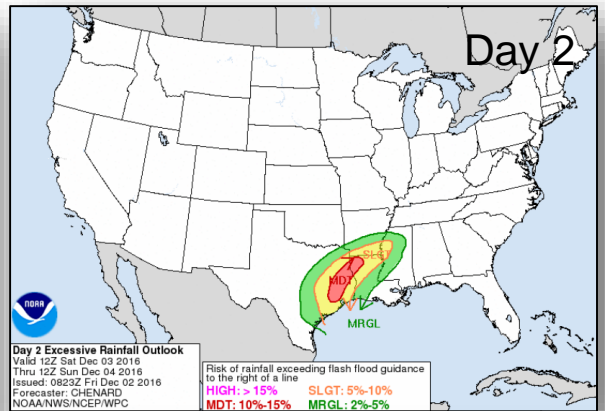 Day 2
SLGT
MDT
MRGL
NOAA
Day 2 Excessive Rainfall Outlook
Valid 12Z Sat Dec 03 2016
Thru 12Z Sun Dec 04 2016
Issued: 0823Z Fri Dec 02 2016
Forecaster: CHENARD
NOAA/NWS/NCEP/WPC
Risk of rainfall exceeding flash flood guidance
to the right of a line
HIGH: > 15% SLGT: 5%-10%
MDT: 10%-15% MRGL: 2%-5%